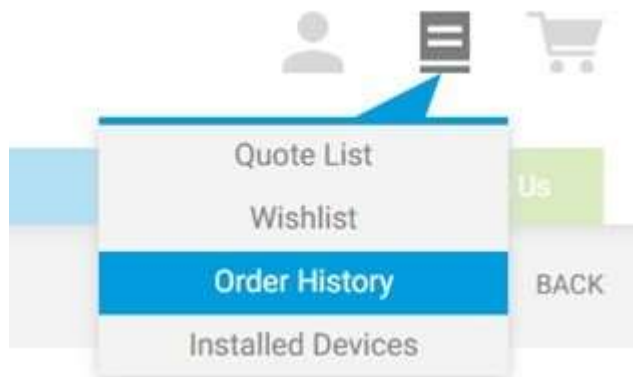 Quote List
Us
Wishlist
Order History
BACK
Installed Devices